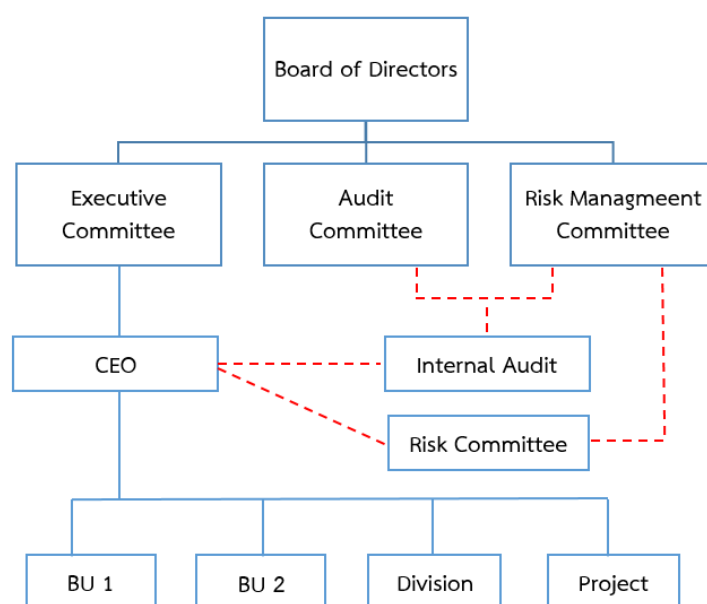 Board of Directors
Executive
Committee
Audit
Committee
Risk Managmeent
Committee
CEO
Internal Audit
Risk Committee
BU 1
BU 2
Division
Project